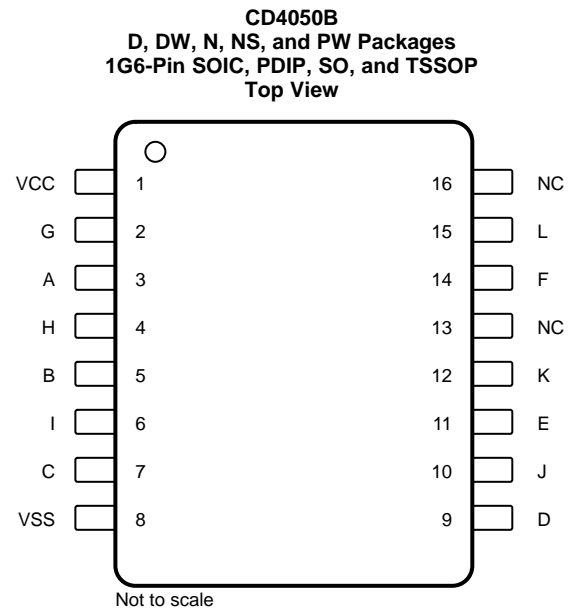 CD4050B
D, DW, N, NS, and PW Packages
1G6-Pin SOIC, PDIP, SO, and TSSOP
Top View
VCC 1 16 NC
G 2 15 L
A 3 14 F
H 4 13 NC
B 5 12 K
I 6 11 E
C 7 10 J
VSS 8 9 D
Not to scale